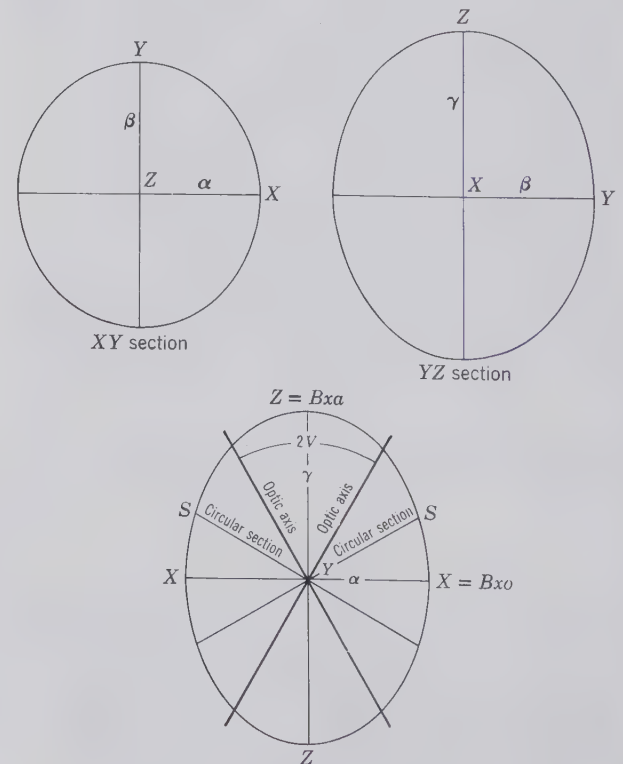 Y
β
Z
α
X
XY section
Z
γ
X
β
Y
YZ section
Z = Bxa
2V
γ
Optic axis
Optic axis
S
Circular section
Circular section
S
X
Y
α
X = Bxo
Z